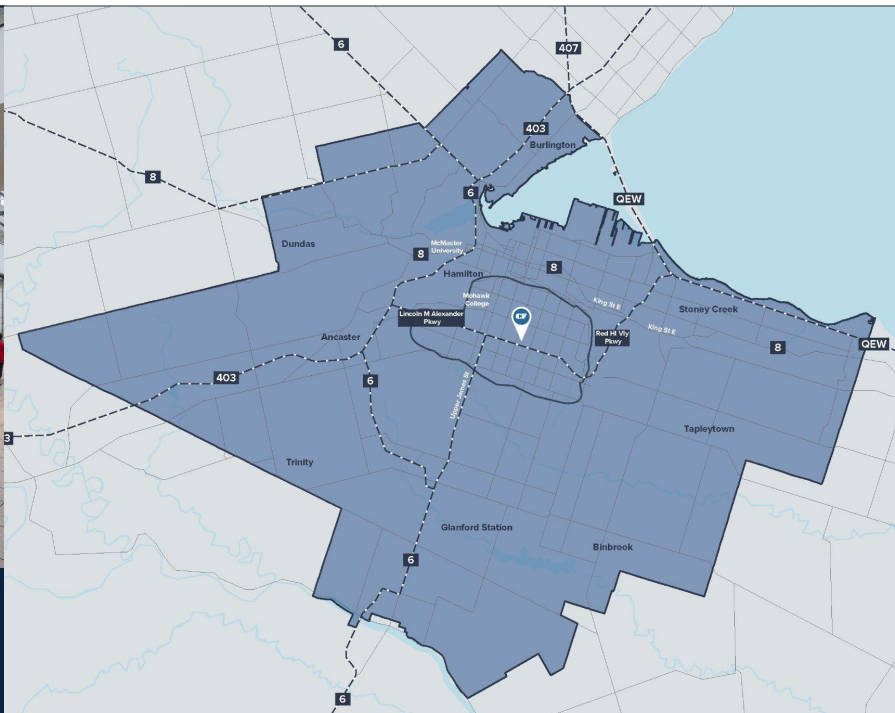 6
407
403
Burlington
8
6
QEW
Dundas
McMaster
University
8
Hamilton
8
Mohawk
College
King St E
Stoney Creek
Lincoln M Alexander
Pkwy
CF
King St E
Red Hl Vly
Pkwy
Ancaster
8
QEW
403
6
Upper James St
3
Tapleytown
Trinity
Glanford Station
Binbrook
6
6